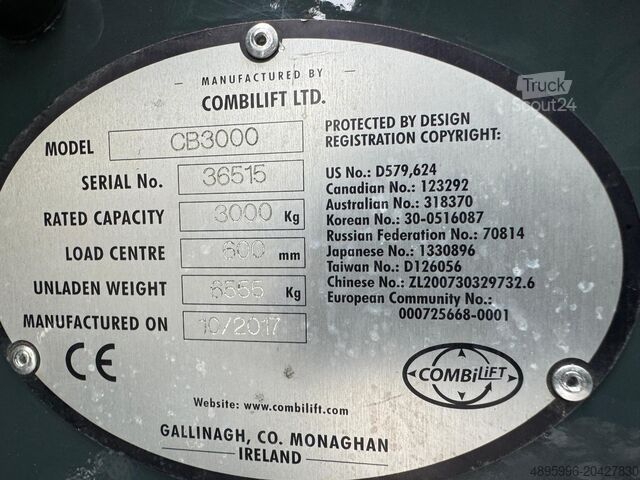 MANUFACTURED BY
COMBILIFT LTD.
MODEL CB3000
SERIAL No. 36515
RATED CAPACITY 3000 Kg
LOAD CENTRE 600 mm
UNLADEN WEIGHT 6555 Kg
MANUFACTURED ON 10/2017
CE
PROTECTED BY DESIGN
REGISTRATION COPYRIGHT:
US No.: D579,624
Canadian No.: 123292
Australian No.: 318370
Korean No.: 30-0516087
Russian Federation No.: 70814
Japanese No.: 1330896
Taiwan No.: D126056
Chinese No.: ZL200730329732.6
European Community No.:
000725668-0001
COMBiLiFT
Website: www.combilift.com
GALLINAGH, CO. MONAGHAN
IRELAND
Truck
Scout24
4895996-20427830